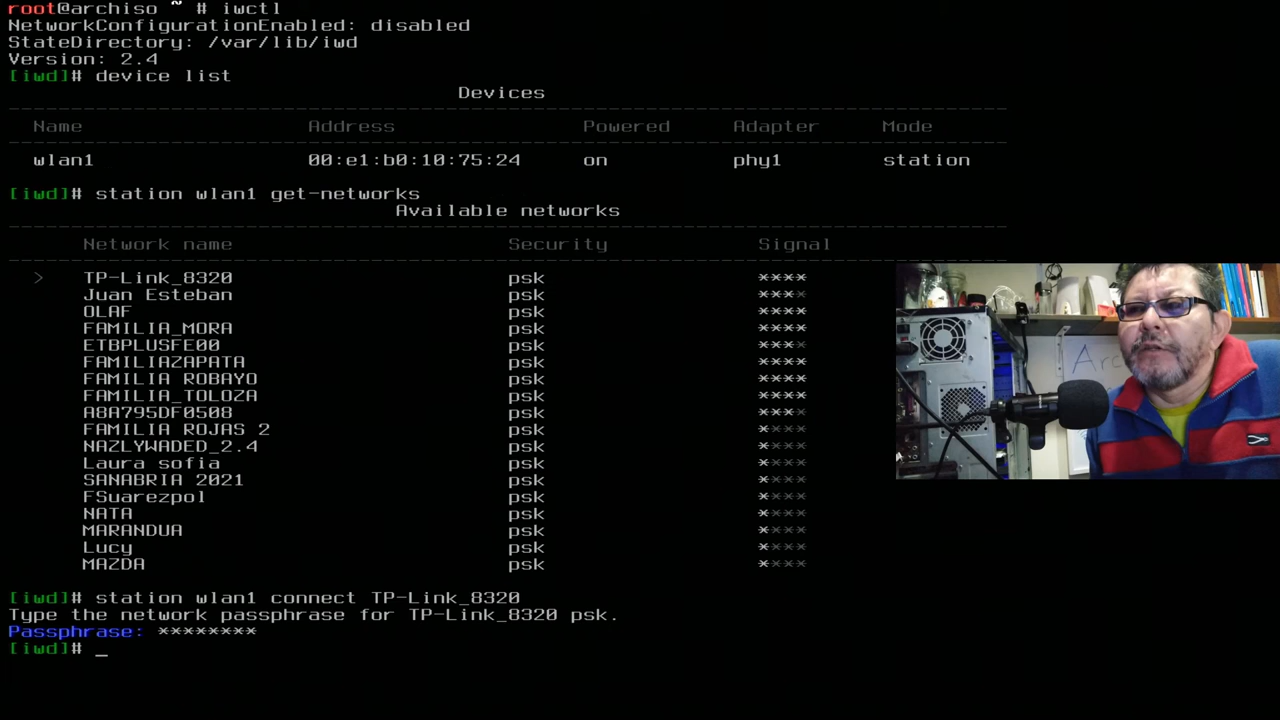 root@archiso ~ # iwctl
NetworkConfigurationEnabled: disabled
StateDirectory: /var/lib/iwd
Version: 2.4
[iwd]# device list
Devices
Name Address Powered Adapter Mode
wlan1 00:e1:b0:10:75:24 on phy1 station
[iwd]# station wlan1 get-networks
Available networks
Network name Security Signal
> TP-Link_8320 psk ****
Juan Esteban psk ****
OLAF psk ****
FAMILIA_MORA psk ****
ETBPLUSFE00 psk ****
FAMILIAZAPATA psk ****
FAMILIA ROBAYO psk ****
FAMILIA_TOLOZA psk ****
A8A795DF0508 psk ****
FAMILIA ROJAS 2 psk ****
NAZLYWADED_2.4 psk ****
Laura sofia psk ****
SANABRIA 2021 psk ****
FSuarezpol psk ****
NATA psk ****
MARANDUA psk ****
Lucy psk ****
MAZDA psk ****
[iwd]# station wlan1 connect TP-Link_8320
Type the network passphrase for TP-Link_8320 psk.
Passphrase: ********
[iwd]# _
Arc